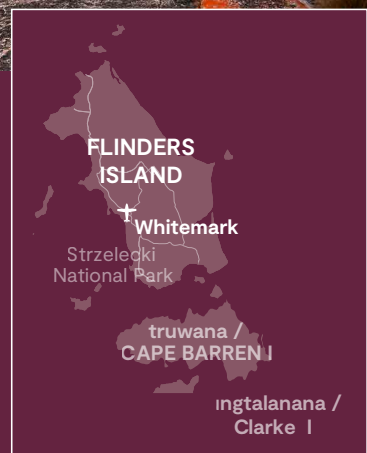 FLINDERS
ISLAND
Whitemark
Strzelecki
National Park
truwana /
CAPE BARREN I
ıngtalanana /
Clarke I